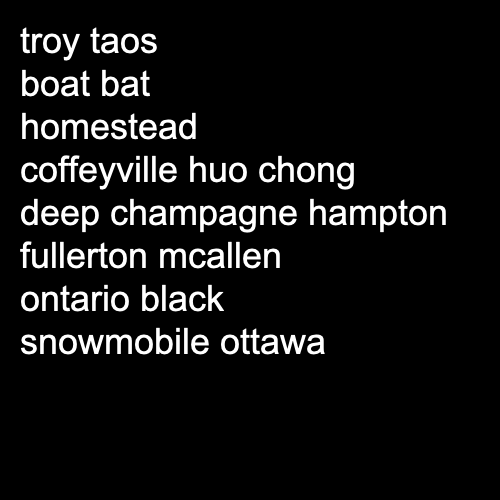 troy taos
boat bat
homestead
coffeyville huo chong
deep champagne hampton
fullerton mcallen
ontario black
snowmobile ottawa